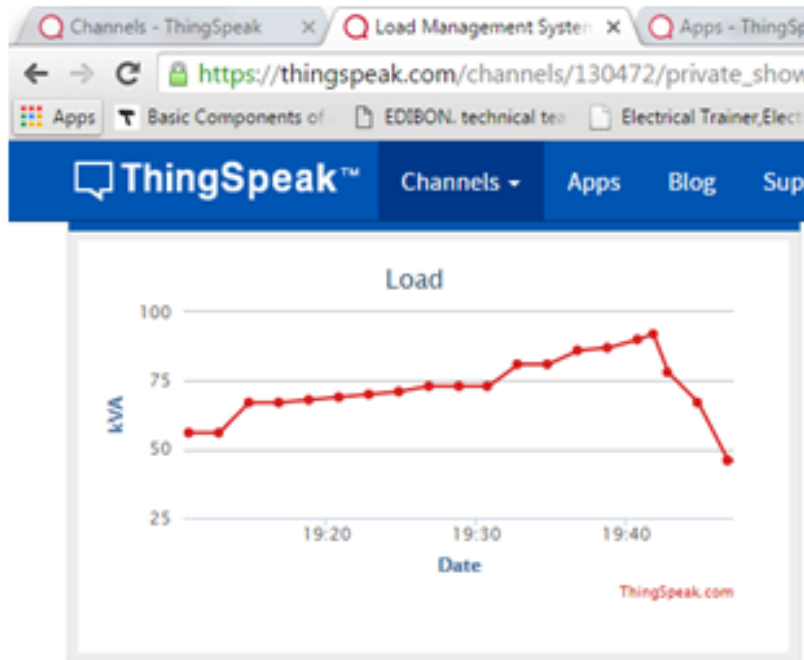 Channels - ThingSpeak × Load Management System × Apps - ThingSp
https://thingspeak.com/channels/130472/private_show
Apps Basic Components of EDIBON. technical tea Electrical Trainer,Elect
ThingSpeak™ Channels Apps Blog Sup
Load
100
75
50
25
kVA
19:20 19:30 19:40
Date
ThingSpeak.com